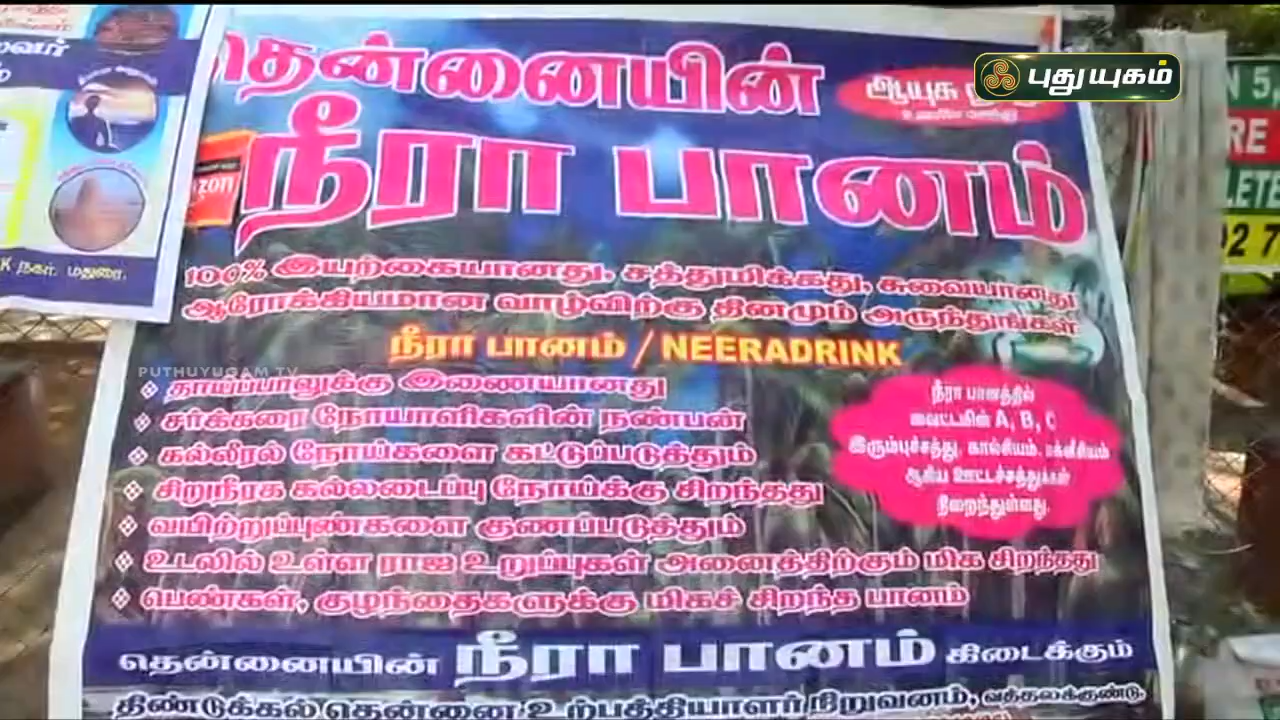 தென்னையின்
நீரா பானம்
புதுயுகம்
100% இயற்கையானது, சத்துமிக்கது, சுவையானது
ஆரோக்கியமான வாழ்விற்கு தினமும் அருந்துங்கள்
நீரா பானம் / NEERADRINK
PUTHUYUGAM TV
❖ தாய்ப்பாலுக்கு இணையானது
❖ சர்க்கரை நோயாளிகளின் நண்பன்
❖ கல்லீரல் நோய்களை கட்டுப்படுத்தும்
❖ சிறுநீரக கல்லடைப்பு நோய்க்கு சிறந்தது
❖ வயிற்றுப்புண்களை குணப்படுத்தும்
❖ உடலில் உள்ள ராஜ உறுப்புகள் அனைத்திற்கும் மிக சிறந்தது
❖ பெண்கள், குழந்தைகளுக்கு மிகச் சிறந்த பானம்
நீரா பானத்தில்
வைட்டமின் A, B, C
இரும்புச்சத்து, கால்சியம், மக்னீசியம்
ஆகிய ஊட்டச்சத்துக்கள்
நிறைந்துள்ளது.
தென்னையின் நீரா பானம் கிடைக்கும்
திண்டுக்கல் தென்னை உற்பத்தியாளர் நிறுவனம், வத்தலக்குண்டு.
K நகர், மதுரை.